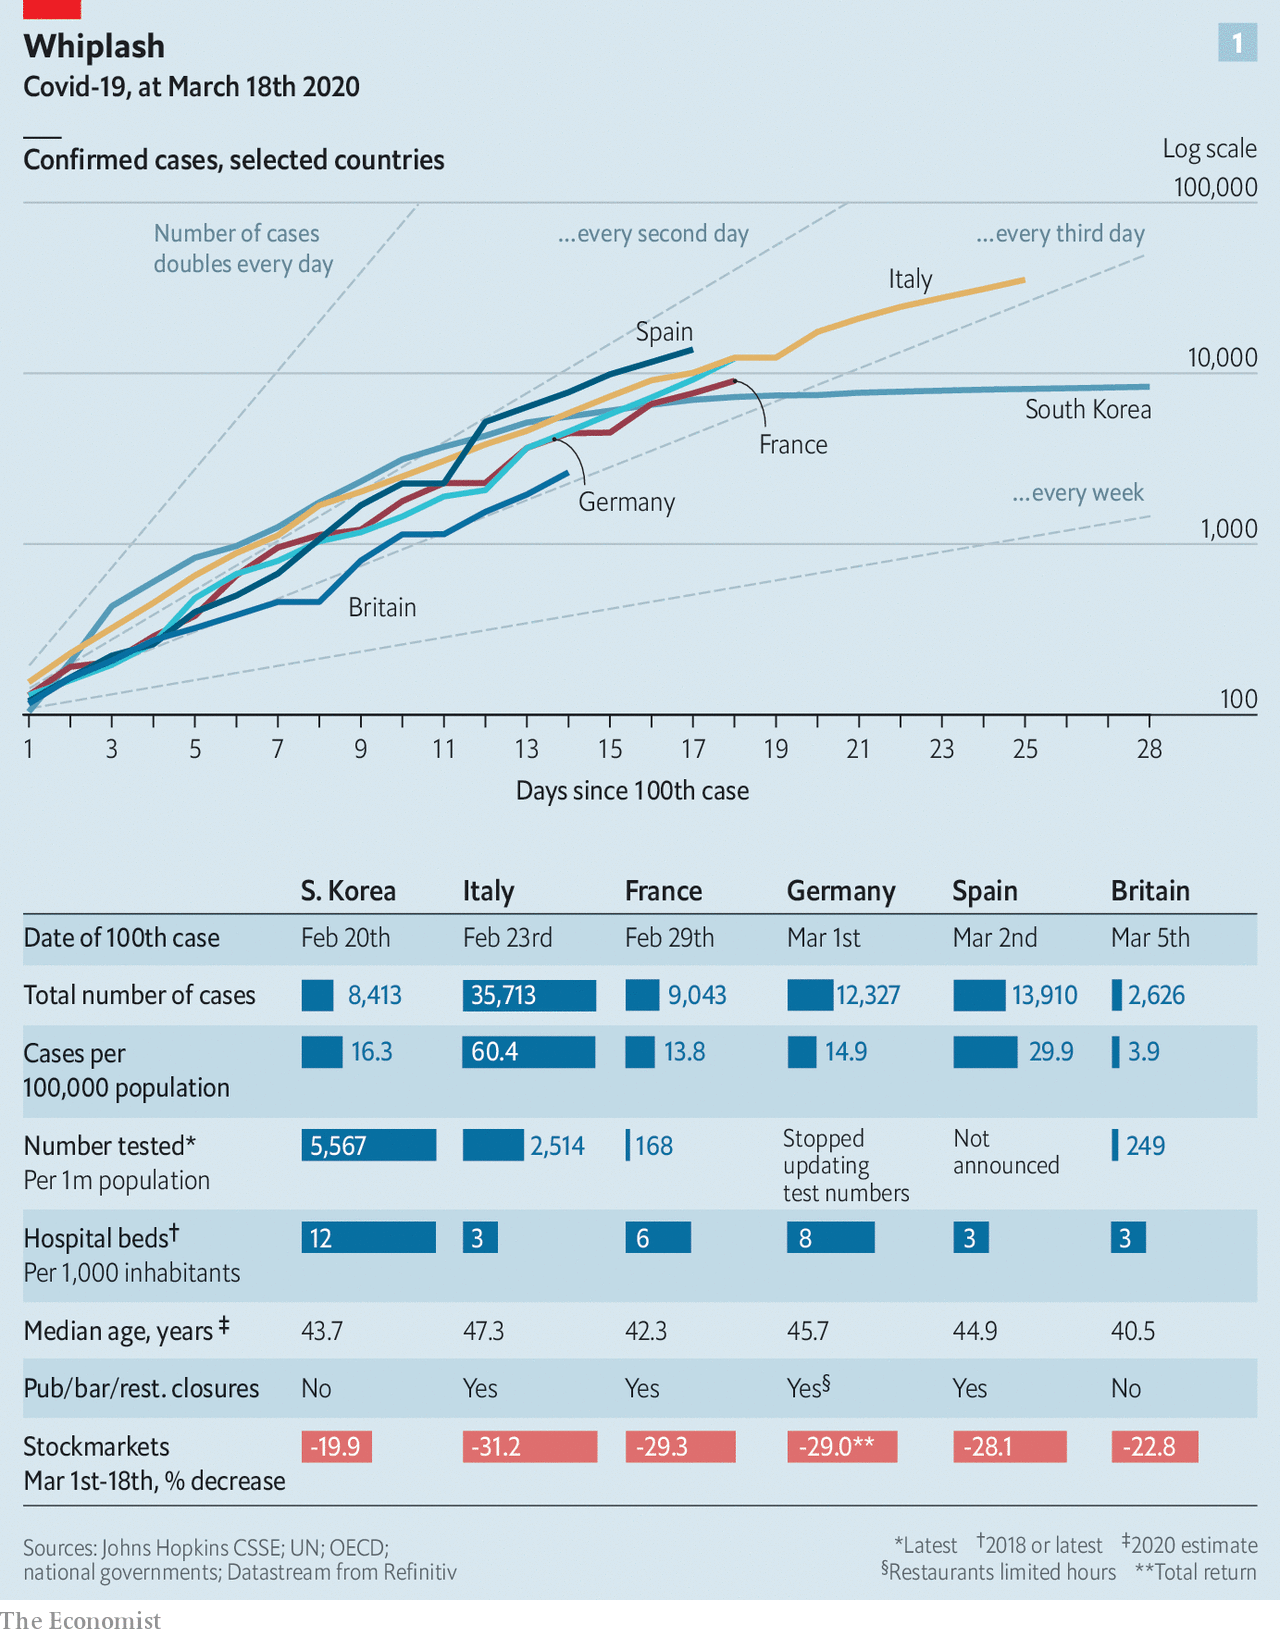 Whiplash
1
Covid-19, at March 18th 2020
Confirmed cases, selected countries
Log scale
100,000
Number of cases
doubles every day
...every second day
...every third day
Italy
Spain
10,000
South Korea
France
Germany
...every week
1,000
Britain
100
1 3 5 7 9 11 13 15 17 19 21 23 25 28
Days since 100th case
S. Korea Italy France Germany Spain Britain
Date of 100th case Feb 20th Feb 23rd Feb 29th Mar 1st Mar 2nd Mar 5th
Total number of cases 8,413 35,713 9,043 12,327 13,910 2,626
Cases per
100,000 population
16.3 60.4 13.8 14.9 29.9 3.9
Number tested*
Per 1m population
5,567 2,514 168
Stopped
updating
test numbers
Not
announced
249
Hospital beds†
Per 1,000 inhabitants
12 3 6 8 3 3
Median age, years ‡ 43.7 47.3 42.3 45.7 44.9 40.5
Pub/bar/rest. closures No Yes Yes Yes§ Yes No
Stockmarkets
Mar 1st-18th, % decrease
-19.9 -31.2 -29.3 -29.0** -28.1 -22.8
Sources: Johns Hopkins CSSE; UN; OECD;
national governments; Datastream from Refinitiv
*Latest †2018 or latest ‡2020 estimate
§Restaurants limited hours **Total return
The Economist